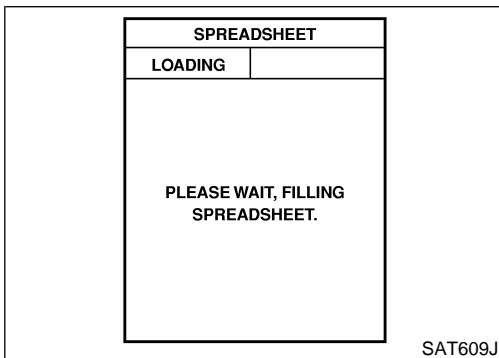 SPREADSHEET
LOADING
PLEASE WAIT, FILLING
SPREADSHEET.
SAT609J